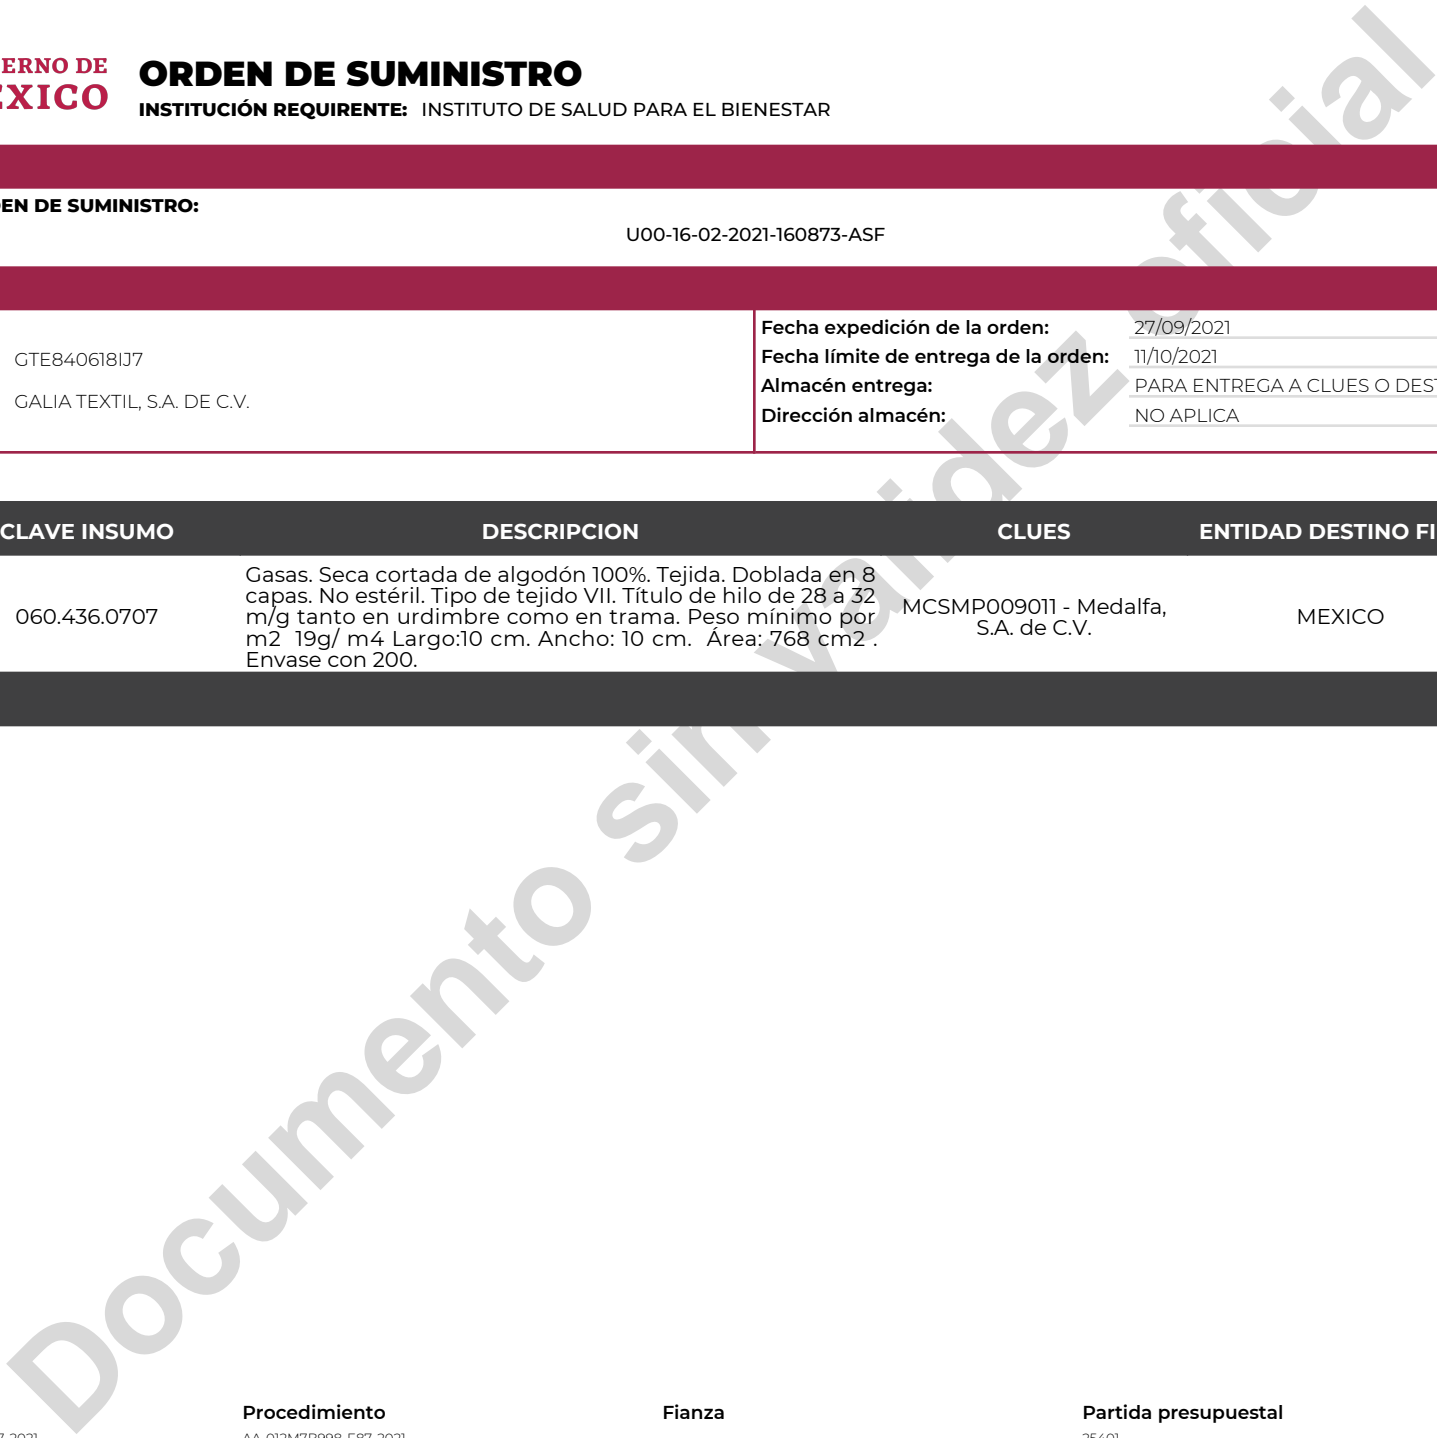 ERNO DE
EXICO
ORDEN DE SUMINISTRO
INSTITUCIÓN REQUIRENTE: INSTITUTO DE SALUD PARA EL BIENESTAR
EN DE SUMINISTRO:
U00-16-02-2021-160873-ASF
GTE840618IJ7
GALIA TEXTIL, S.A. DE C.V.
Fecha expedición de la orden: 27/09/2021
Fecha límite de entrega de la orden: 11/10/2021
Almacén entrega: PARA ENTREGA A CLUES O DEST
Dirección almacén: NO APLICA
CLAVE INSUMO DESCRIPCION CLUES ENTIDAD DESTINO FI
060.436.0707
Gasas. Seca cortada de algodón 100%. Tejida. Doblada en 8
capas. No estéril. Tipo de tejido VII. Título de hilo de 28 a 32
m/g tanto en urdimbre como en trama. Peso mínimo por
m2 19g/ m4 Largo:10 cm. Ancho: 10 cm. Área: 768 cm2 .
Envase con 200.
MCSMP009011 - Medalfa,
S.A. de C.V.
MEXICO
Documento sin validez oficial
Procedimiento Fianza Partida presupuestal